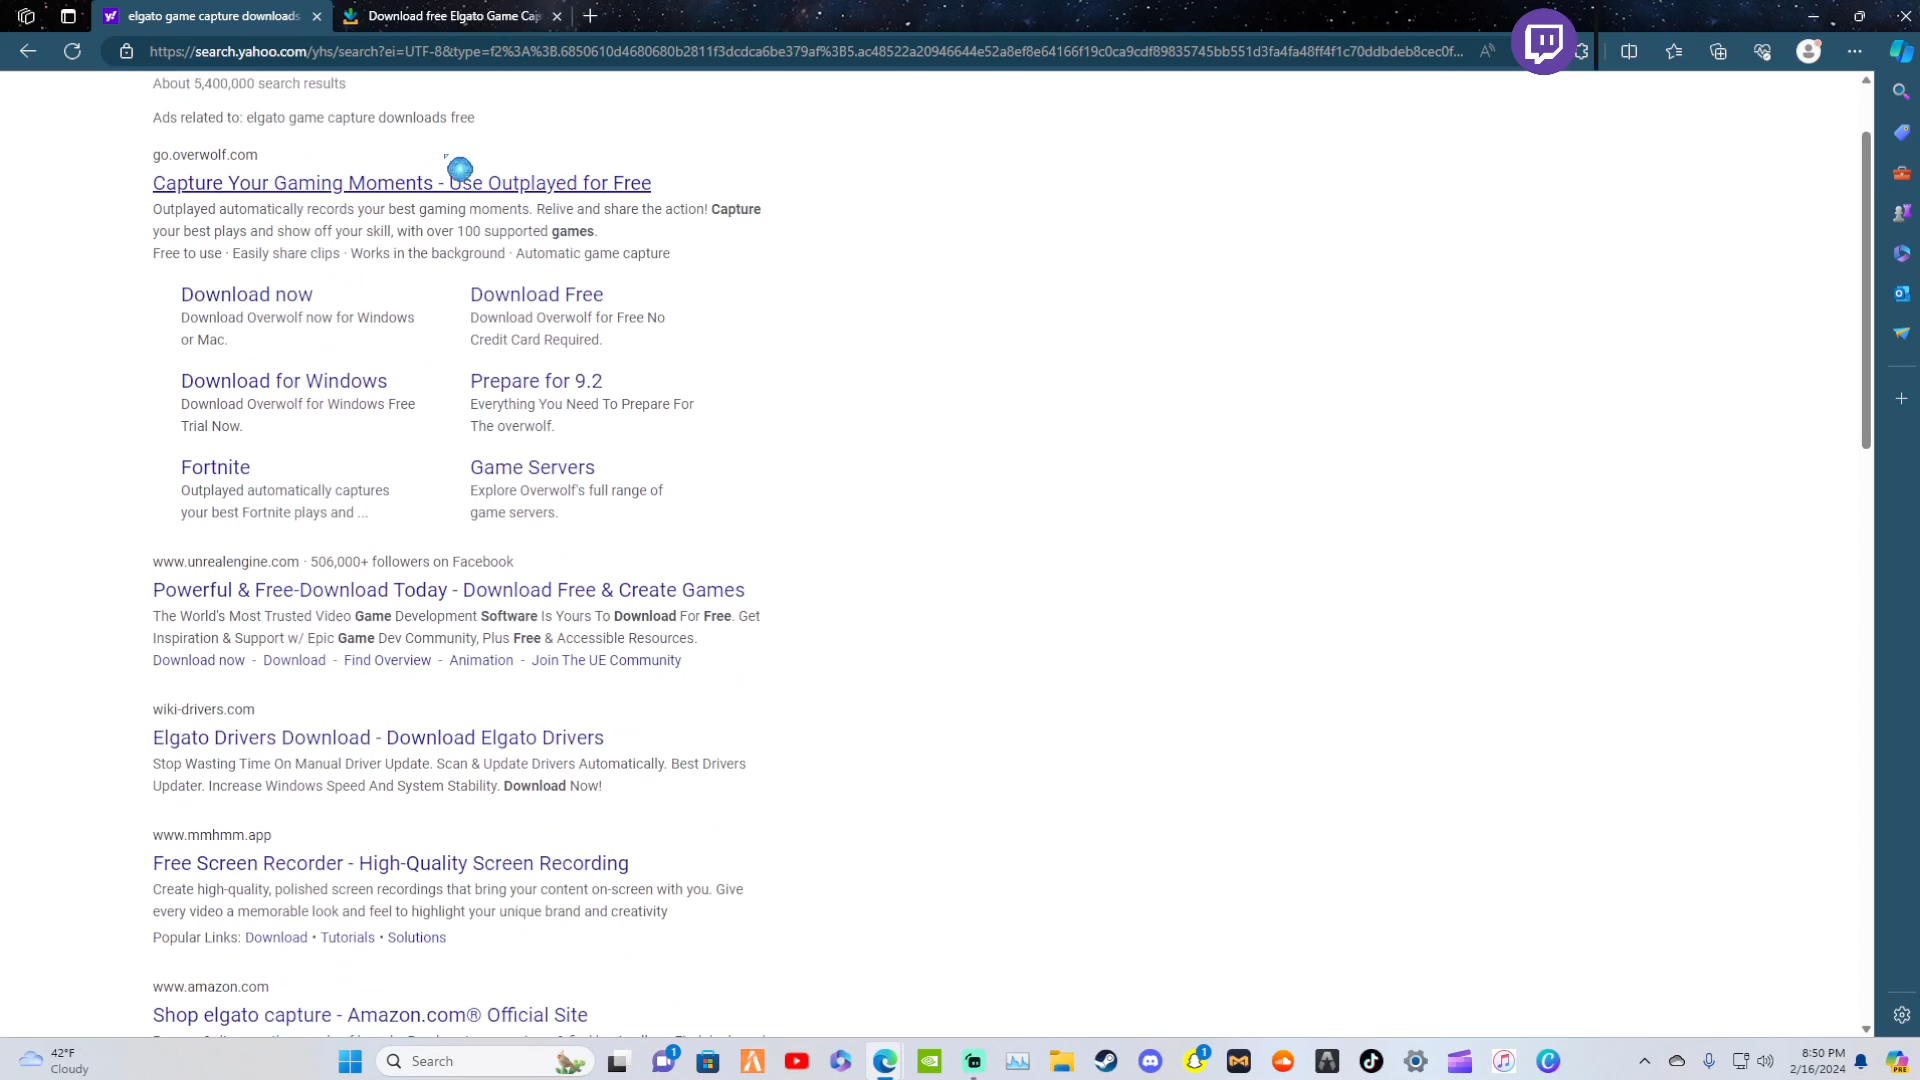 elgato game capture downloads
Download free Elgato Game Cap
https://search.yahoo.com/yhs/search?ei=UTF-8&type=f2%3A%3B.6850610d4680680b2811f3dcdca6be379af%3B5.ac48522a20946644e52a8ef8e64166f19c0ca9cdf89835745bb551d3fa4fa48ff4f1c70ddbdeb8cec0f...
About 5,400,000 search results
Ads related to: elgato game capture downloads free
go.overwolf.com
Capture Your Gaming Moments - Use Outplayed for Free
Outplayed automatically records your best gaming moments. Relive and share the action! Capture
your best plays and show off your skill, with over 100 supported games.
Free to use · Easily share clips · Works in the background · Automatic game capture
Download now
Download Overwolf now for Windows
or Mac.
Download Free
Download Overwolf for Free No
Credit Card Required.
Download for Windows
Download Overwolf for Windows Free
Trial Now.
Prepare for 9.2
Everything You Need To Prepare For
The overwolf.
Fortnite
Outplayed automatically captures
your best Fortnite plays and ...
Game Servers
Explore Overwolf's full range of
game servers.
www.unrealengine.com · 506,000+ followers on Facebook
Powerful & Free-Download Today - Download Free & Create Games
The World's Most Trusted Video Game Development Software Is Yours To Download For Free. Get
Inspiration & Support w/ Epic Game Dev Community, Plus Free & Accessible Resources.
Download now - Download - Find Overview - Animation - Join The UE Community
wiki-drivers.com
Elgato Drivers Download - Download Elgato Drivers
Stop Wasting Time On Manual Driver Update. Scan & Update Drivers Automatically. Best Drivers
Updater. Increase Windows Speed And System Stability. Download Now!
www.mmhmm.app
Free Screen Recorder - High-Quality Screen Recording
Create high-quality, polished screen recordings that bring your content on-screen with you. Give
every video a memorable look and feel to highlight your unique brand and creativity
Popular Links: Download · Tutorials · Solutions
www.amazon.com
Shop elgato capture - Amazon.com® Official Site
42°F
Cloudy
Search
1
1
8:50 PM
2/16/2024
PRE